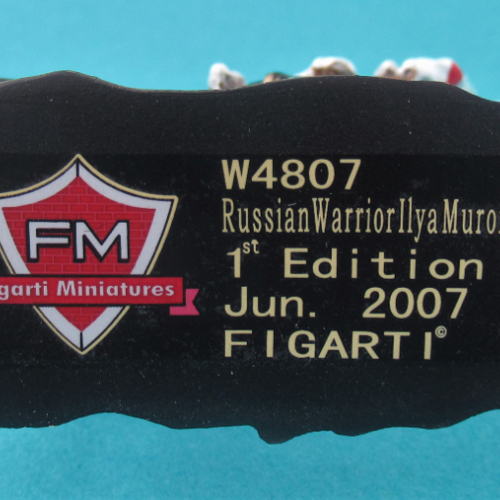 FM
garti Miniatures
W4807
RussianWarriorIlyaMuro
1st Edition
Jun. 2007
FIGARTI©